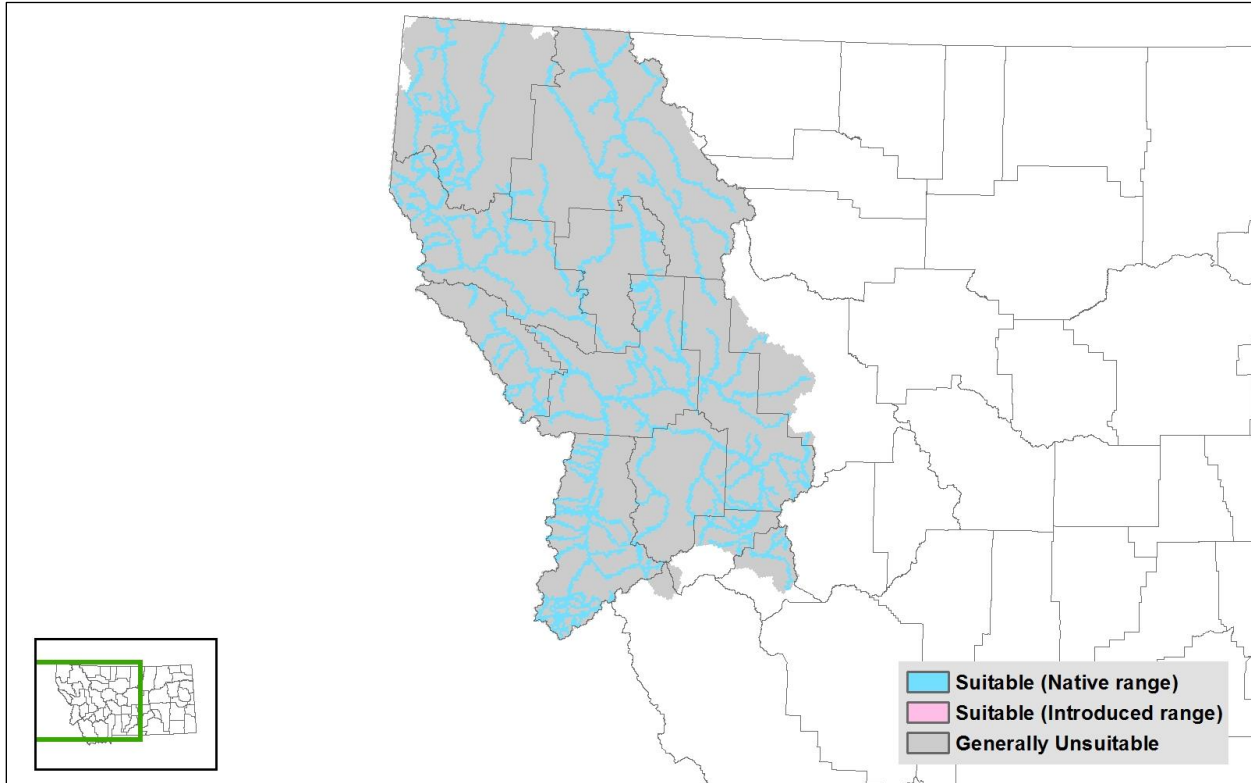 Suitable (Native range)
Suitable (Introduced range)
Generally Unsuitable